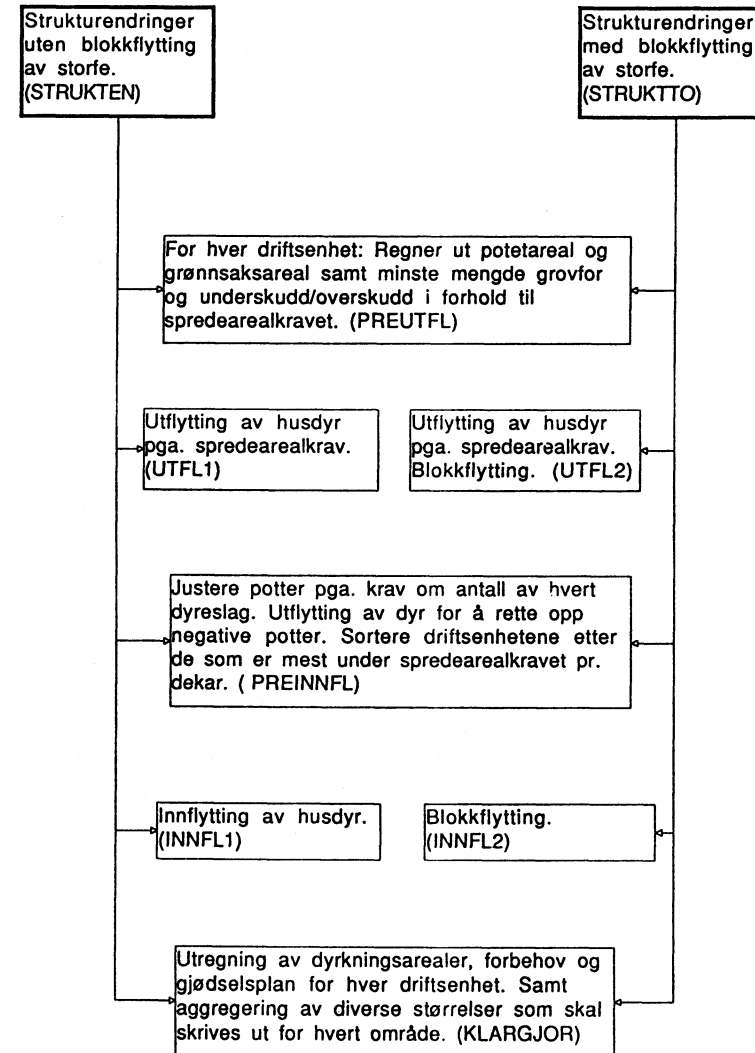 Strukturendringer
uten blokkflytting
av storfe.
(STRUKTEN)
Strukturendringer
med blokkflytting
av storfe.
(STRUKTTO)
For hver driftsenhet: Regner ut potetareal og
grønnsaksareal samt minste mengde grovfor
og underskudd/overskudd i forhold til
spredearealkravet. (PREUTFL)
Utflytting av husdyr
pga. spredearealkrav.
(UTFL1)
Utflytting av husdyr
pga. spredearealkrav.
Blokkflytting. (UTFL2)
Justere potter pga. krav om antall av hvert
dyreslag. Utflytting av dyr for å rette opp
negative potter. Sortere driftsenhetene etter
de som er mest under spredearealkravet pr.
dekar. ( PREINNFL)
Innflytting av husdyr.
(INNFL1)
Blokkflytting.
(INNFL2)
Utregning av dyrkningsarealer, forbehov og
gjødselsplan for hver driftsenhet. Samt
aggregering av diverse størrelser som skal
skrives ut for hvert område. (KLARGJOR)